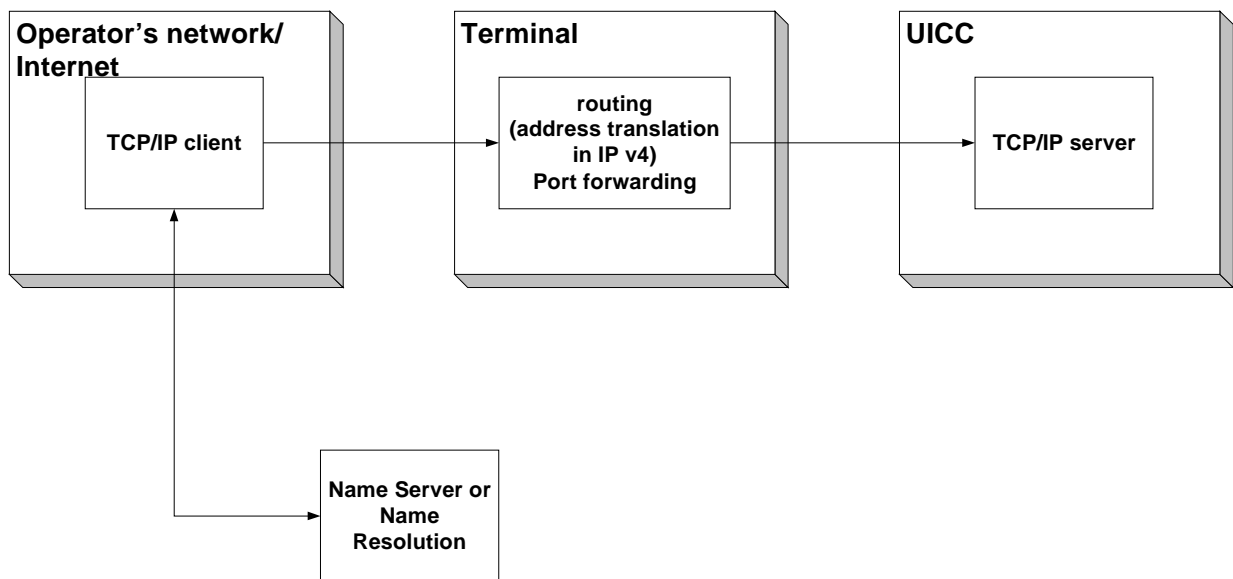 Operator's network/
Internet
TCP/IP client
Terminal
routing
(address translation
in IP v4)
Port forwarding
UICC
TCP/IP server
Name Server or
Name
Resolution